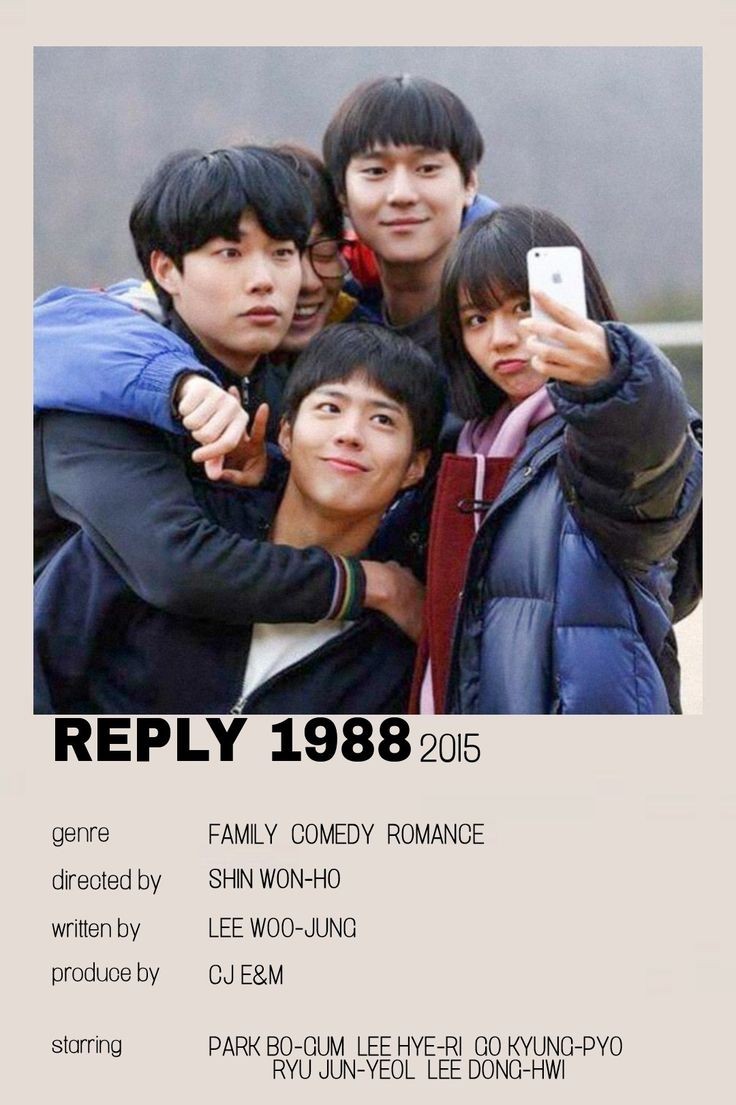 REPLY 1988 2015
genre FAMILY COMEDY ROMANCE
directed by SHIN WON-HO
written by LEE WOO-JUNG
produce by CJ E&M
starring PARK BO-GUM LEE HYE-RI GO KYUNG-PYO
RYU JUN-YEOL LEE DONG-HWI